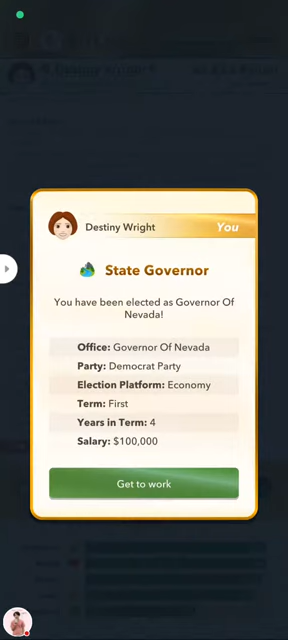 Destiny Wright
You
State Governor
You have been elected as Governor Of
Nevada!
Office: Governor Of Nevada
Party: Democrat Party
Election Platform: Economy
Term: First
Years in Term: 4
Salary: $100,000
Get to work